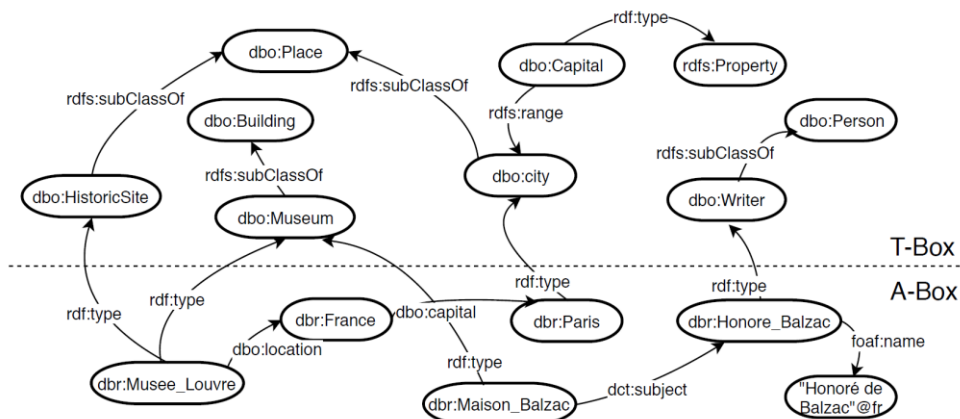 rdf:type
dbo:Place
dbo:Capital
rdfs:Property
rdfs:subClassOf
rdfs:subClassOf
rdfs:range
dbo:Building
dbo:Person
rdfs:subClassOf
rdfs:subClassOf
dbo:city
dbo:HistoricSite
dbo:Writer
dbo:Museum
T-Box
rdf:type
rdf:type
rdf:type
A-Box
rdf:type
dbr:France
dbo:capital
dbr:Paris
dbr:Honore_Balzac
foaf:name
dbo:location
rdf:type
dbr:Musee_Louvre
dct:subject
dbr:Maison_Balzac
"Honoré de
Balzac"@fr